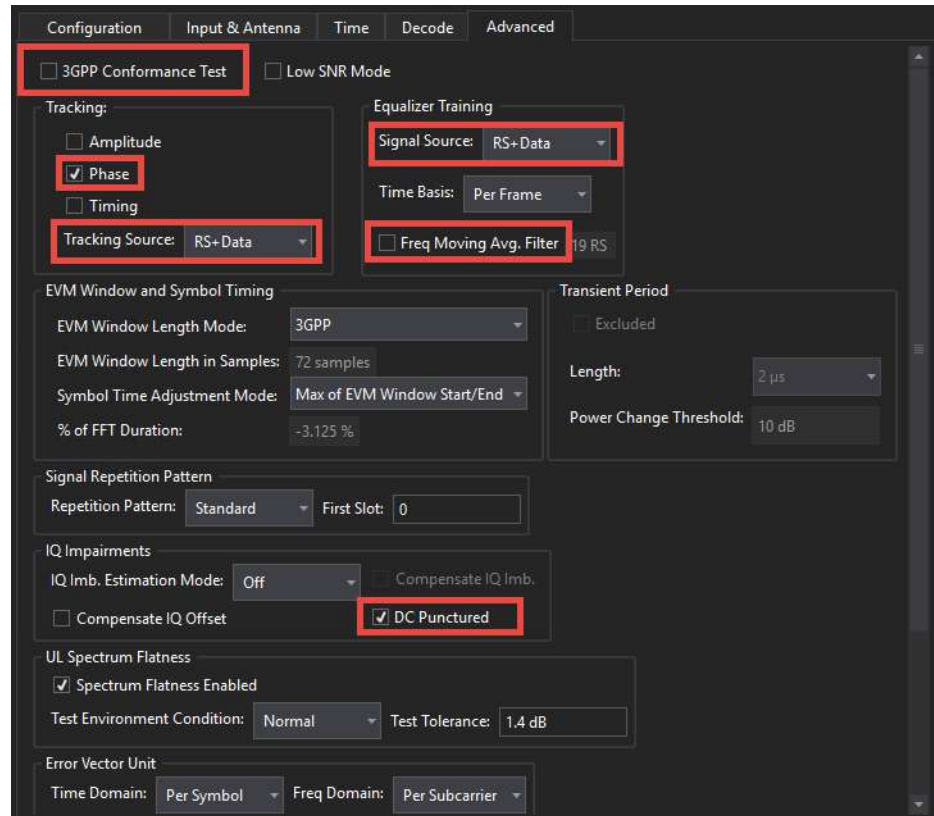 Configuration Input & Antenna Time Decode Advanced
3GPP Conformance Test Low SNR Mode
Tracking:
Amplitude
Phase
Timing
Tracking Source: RS+Data
Equalizer Training
Signal Source: RS+Data
Time Basis: Per Frame
Freq Moving Avg. Filter 19 RS
EVM Window and Symbol Timing
EVM Window Length Mode: 3GPP
EVM Window Length in Samples: 72 samples
Symbol Time Adjustment Mode: Max of EVM Window Start/End
% of FFT Duration: -3.125 %
Transient Period
Excluded
Length: 2 µs
Power Change Threshold: 10 dB
Signal Repetition Pattern
Repetition Pattern: Standard First Slot: 0
IQ Impairments
IQ Imb. Estimation Mode: Off Compensate IQ Imb.
Compensate IQ Offset DC Punctured
UL Spectrum Flatness
Spectrum Flatness Enabled
Test Environment Condition: Normal Test Tolerance: 1.4 dB
Error Vector Unit
Time Domain: Per Symbol Freq Domain: Per Subcarrier